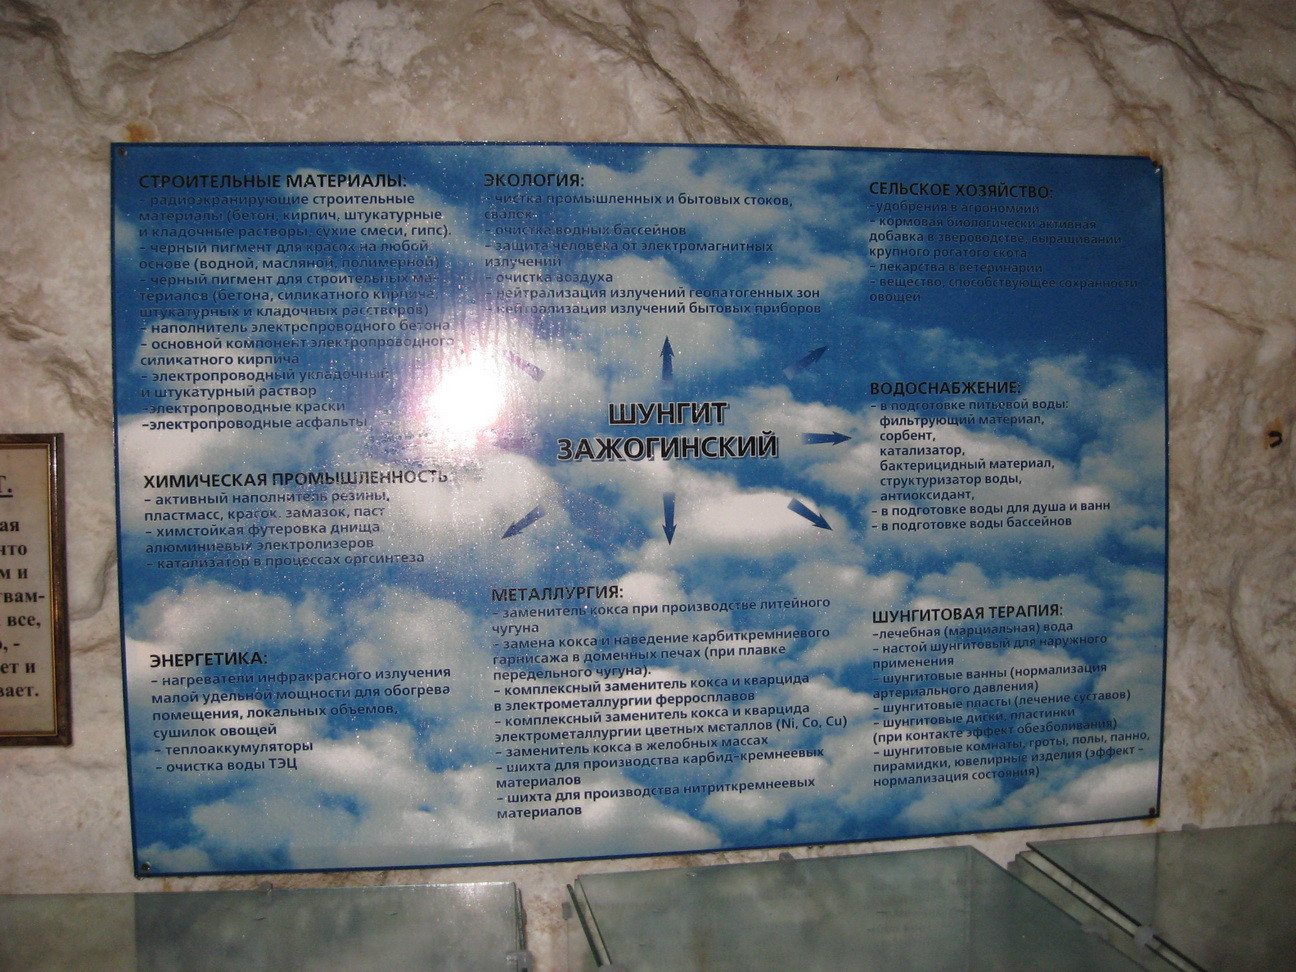 СТРОИТЕЛЬНЫЕ МАТЕРИАЛЫ:
- радиоэкранирующие строительные
материалы (бетон, кирпич, штукатурные
и кладочные растворы, сухие смеси, гипс).
- черный пигмент для красок на любой
основе (водной, масляной, полимерной)
- черный пигмент для строительных ма-
териалов (бетона, силикатного кирпича,
штукатурных и кладочных расстворов)
- наполнитель электропроводного бетона
- основной компонент электропроводного
силикатного кирпича
- электропроводный укладочный
и штукатурный раствор
-электропроводные краски
-электропроводные асфальты
ХИМИЧЕСКАЯ ПРОМЫШЛЕННОСТЬ:
- активный наполнитель резины,
пластмасс, красок, замазок, паст
- химстойкая футеровка днища
алюминиевых электролизеров
- катализатор в процессах оргсинтеза
ЭНЕРГЕТИКА:
- нагреватели инфракрасного излучения
малой удельной мощности для обогрева
помещения, локальных объемов,
сушилок овощей
- теплоаккумуляторы
- очистка воды ТЭЦ
ЭКОЛОГИЯ:
- чистка промышленных и бытовых стоков,
свалок
- очистка водных бассейнов
- защита человека от электромагнитных
излучений
- очистка воздуха
- нейтрализация излучений геопатогенных зон
- нейтрализация излучений бытовых приборов
ШУНГИТ
ЗАЖОГИНСКИЙ
МЕТАЛЛУРГИЯ:
- заменитель кокса при производстве литейного
чугуна
- замена кокса и наведение карбиткремниевого
гарнисажа в доменных печах (при плавке
передельного чугуна).
- комплексный заменитель кокса и кварцида
в электрометаллургии ферросплавов
- комплексный заменитель кокса и кварцида
электрометаллургии цветных металлов (Ni, Co, Cu)
- заменитель кокса в желобных массах
- шихта для производства карбид-кремнеевых
материалов
- шихта для производства нитриткремнеевых
материалов
СЕЛЬСКОЕ ХОЗЯЙСТВО:
-удобрения в агрономиии
- кормовая биологически активная
добавка в звероводстве, выращивании
крупного рогатого скота
- лекарства в ветеринарии
- вещество, способствующее сохранности
овощей
ВОДОСНАБЖЕНИЕ:
- в подготовке питьевой воды:
фильтрующий материал,
сорбент,
катализатор,
бактерицидный материал,
структуризатор воды,
антиоксидант,
- в подготовке воды для душа и ванн
- в подготовке воды бассейнов
ШУНГИТОВАЯ ТЕРАПИЯ:
-лечебная (марциальная) вода
- настой шунгитовый для наружного
применения
- шунгитовые ванны (нормализация
артериального давления)
- шунгитовые пласты (лечение суставов)
- шунгитовые диски, пластинки
(при контакте эффект обезболивания)
- шунгитовые комнаты, гроты, полы, панно,
пирамидки, ювелирные изделия (эффект -
нормализация состояния)